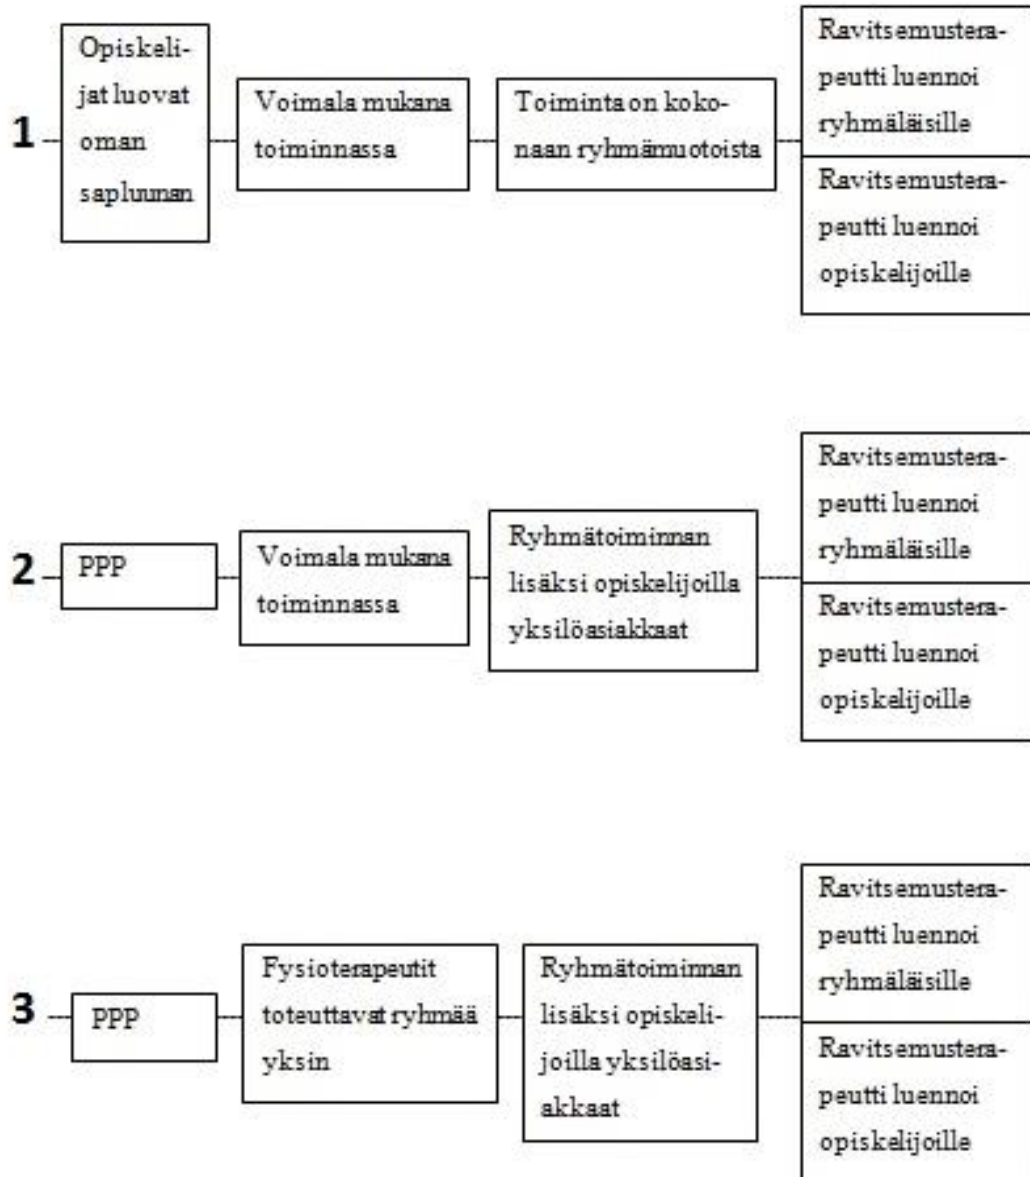 1
Opiskeli-
jat luovat
oman
sapluunan
Voimala mukana
toiminnassa
Toiminta on koko-
naan ryhmämuotoista
Ravitsemustera-
peutti luennoi
ryhmäläisille
Ravitsemustera-
peutti luennoi
opiskelijoille
2
PPP
Voimala mukana
toiminnassa
Ryhmätoiminnan
lisäksi opiskelijoilla
yksilöasiakkaat
Ravitsemustera-
peutti luennoi
ryhmäläisille
Ravitsemustera-
peutti luennoi
opiskelijoille
3
PPP
Fysioterapeutit
toteuttavat ryhmää
yksin
Ryhmätoiminnan
lisäksi opiskeli-
joilla yksilöasi-
akkaat
Ravitsemustera-
peutti luennoi
ryhmäläisille
Ravitsemustera-
peutti luennoi
opiskelijoille